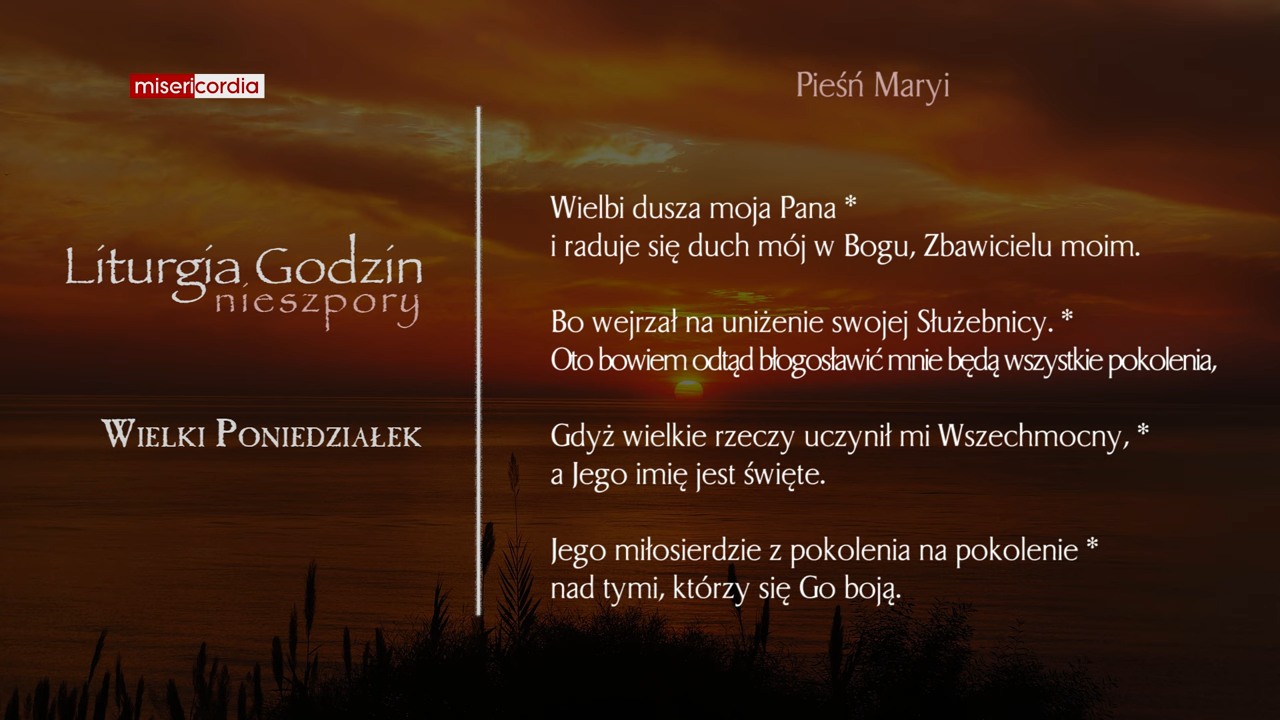 misericordia
Liturgia Godzin
nieszpory
Wielki Poniedziałek
Pieśń Maryi
Wielbi dusza moja Pana *
i raduje się duch mój w Bogu, Zbawicielu moim.
Bo wejrzał na uniżenie swojej Służebnicy. *
Oto bowiem odtąd błogosławić mnie będą wszystkie pokolenia,
Gdyż wielkie rzeczy uczynił mi Wszechmocny, *
a Jego imię jest święte.
Jego miłosierdzie z pokolenia na pokolenie *
nad tymi, którzy się Go boją.